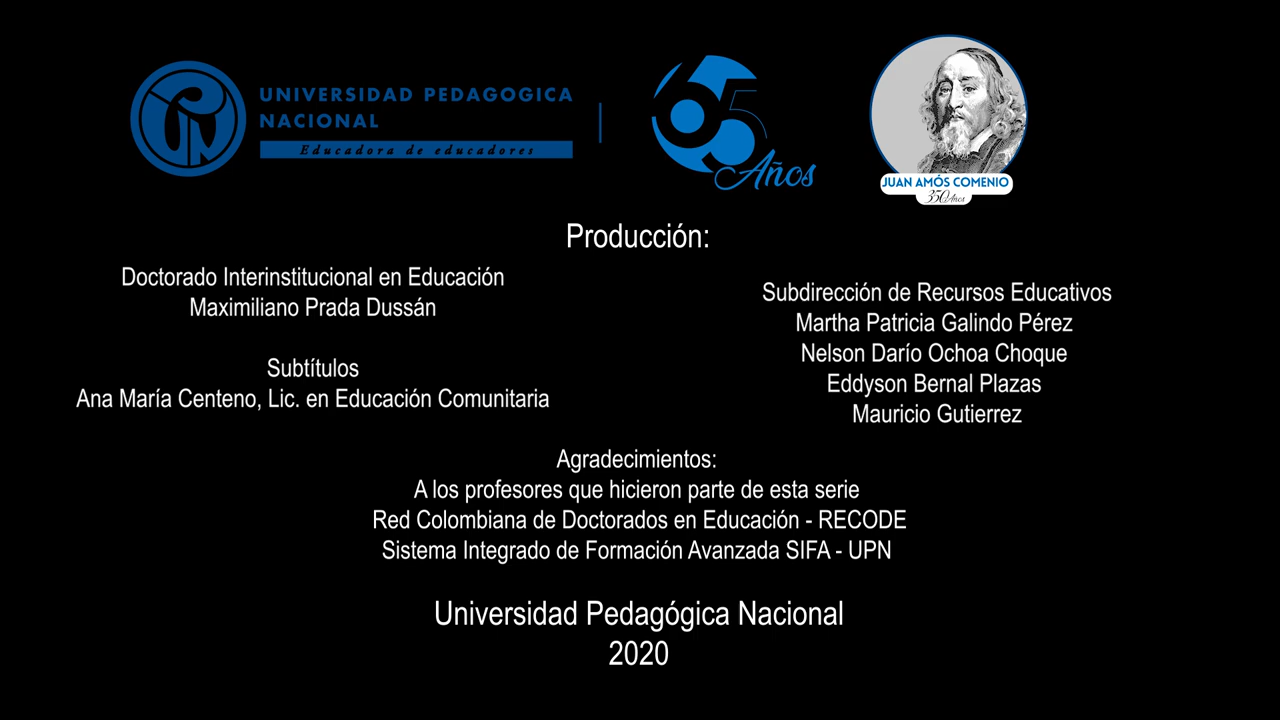 UNIVERSIDAD PEDAGOGICA
NACIONAL
Educadora de educadores
65
Años
JUAN AMÓS COMENIO
350 Años
Producción:
Doctorado Interinstitucional en Educación
Maximiliano Prada Dussán
Subtítulos
Ana María Centeno, Lic. en Educación Comunitaria
Subdirección de Recursos Educativos
Martha Patricia Galindo Pérez
Nelson Darío Ochoa Choque
Eddyson Bernal Plazas
Mauricio Gutierrez
Agradecimientos:
A los profesores que hicieron parte de esta serie
Red Colombiana de Doctorados en Educación - RECODE
Sistema Integrado de Formación Avanzada SIFA - UPN
Universidad Pedagógica Nacional
2020